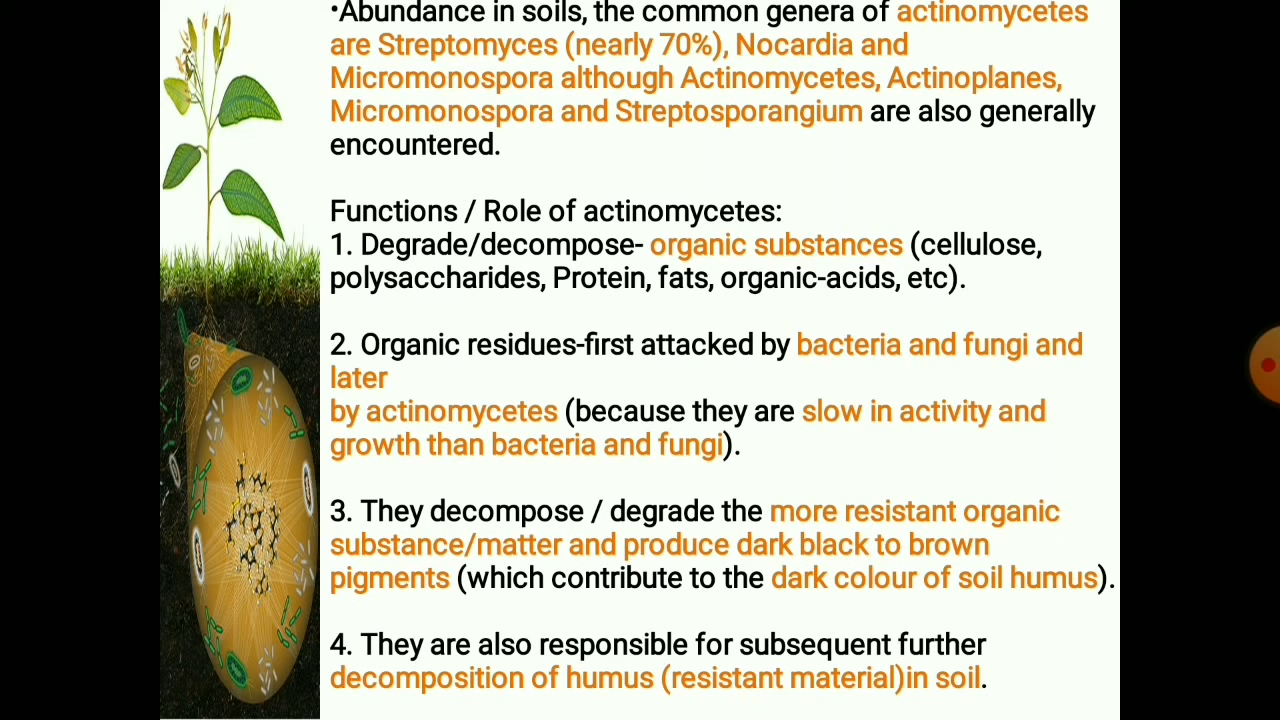 •Abundance in soils, the common genera of actinomycetes
are Streptomyces (nearly 70%), Nocardia and
Micromonospora although Actinomycetes, Actinoplanes,
Micromonospora and Streptosporangium are also generally
encountered.
Functions / Role of actinomycetes:
1. Degrade/decompose- organic substances (cellulose,
polysaccharides, Protein, fats, organic-acids, etc).
2. Organic residues-first attacked by bacteria and fungi and
later
by actinomycetes (because they are slow in activity and
growth than bacteria and fungi).
3. They decompose / degrade the more resistant organic
substance/matter and produce dark black to brown
pigments (which contribute to the dark colour of soil humus).
4. They are also responsible for subsequent further
decomposition of humus (resistant material)in soil.